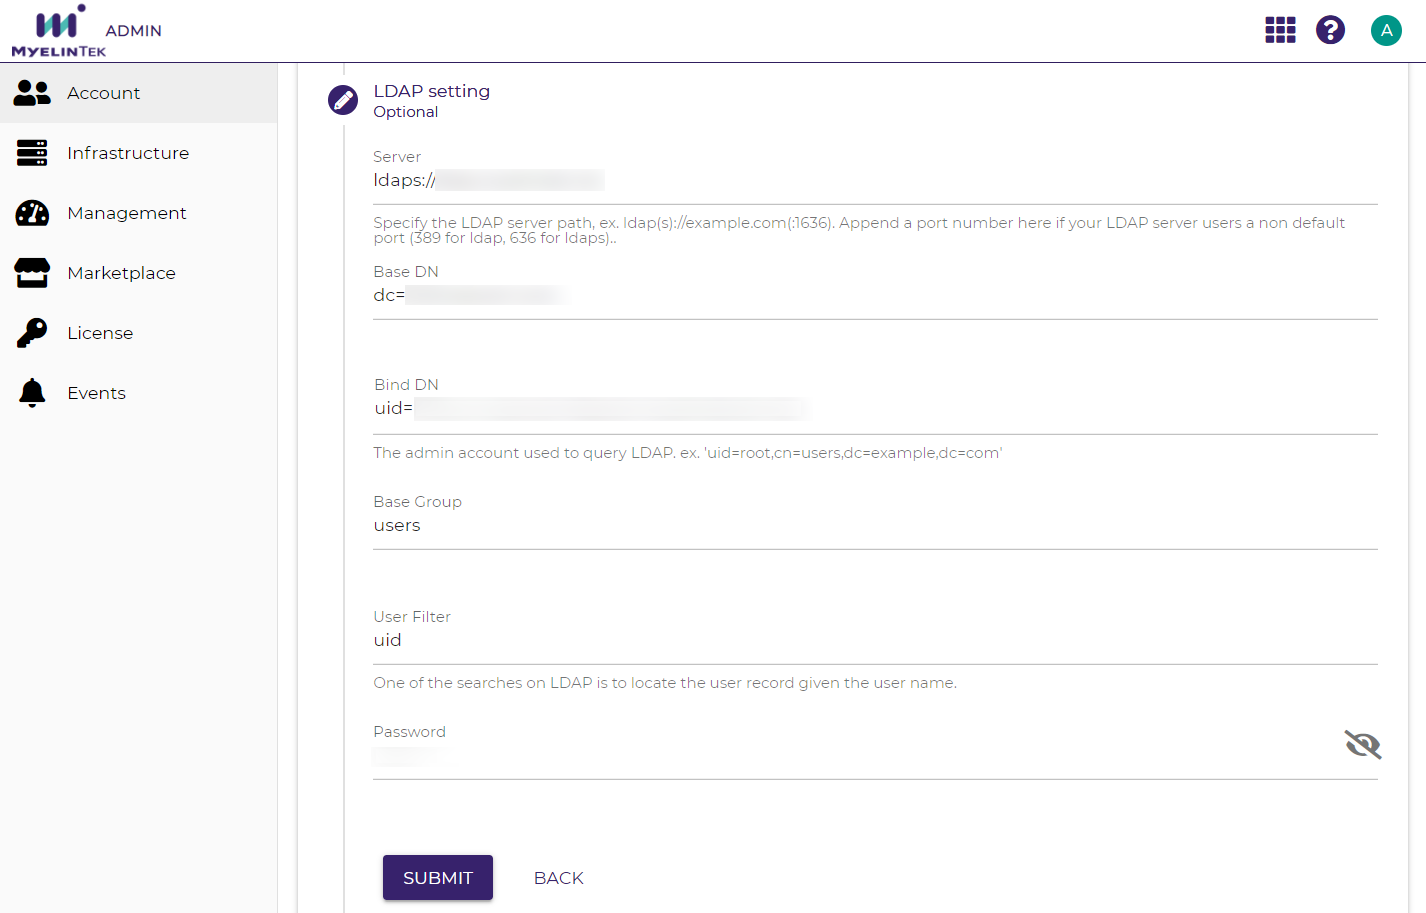 MYELINTEK
ADMIN
A
Account
Infrastructure
Management
Marketplace
License
Events
LDAP setting
Optional
Server
ldaps://
Specify the LDAP server path, ex. ldap(s)://example.com(:1636). Append a port number here if your LDAP server users a non default
port (389 for ldap, 636 for ldaps)..
Base DN
dc=
Bind DN
uid=
The admin account used to query LDAP. ex. 'uid=root,cn=users,dc=example,dc=com'
Base Group
users
User Filter
uid
One of the searches on LDAP is to locate the user record given the user name.
Password
SUBMIT
BACK